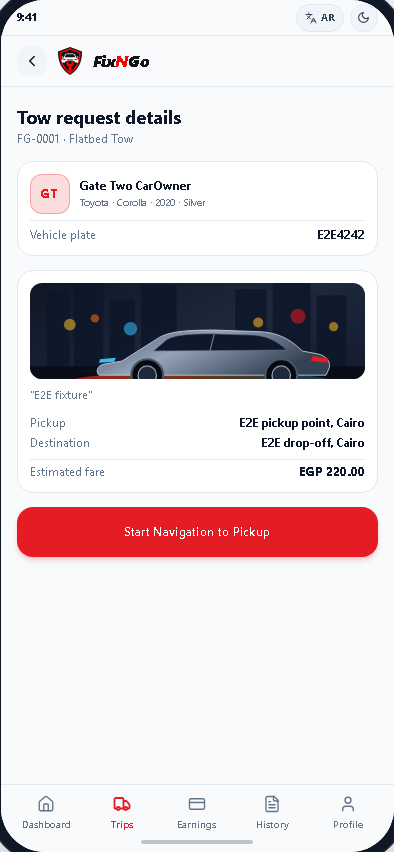 9:41
AR
FixNGo
Tow request details
FG-0001 · Flatbed Tow
GT
Gate Two CarOwner
Toyota · Corolla · 2020 · Silver
Vehicle plate
E2E4242
"E2E fixture"
Pickup
E2E pickup point, Cairo
Destination
E2E drop-off, Cairo
Estimated fare
EGP 220.00
Start Navigation to Pickup
Dashboard
Trips
Earnings
History
Profile